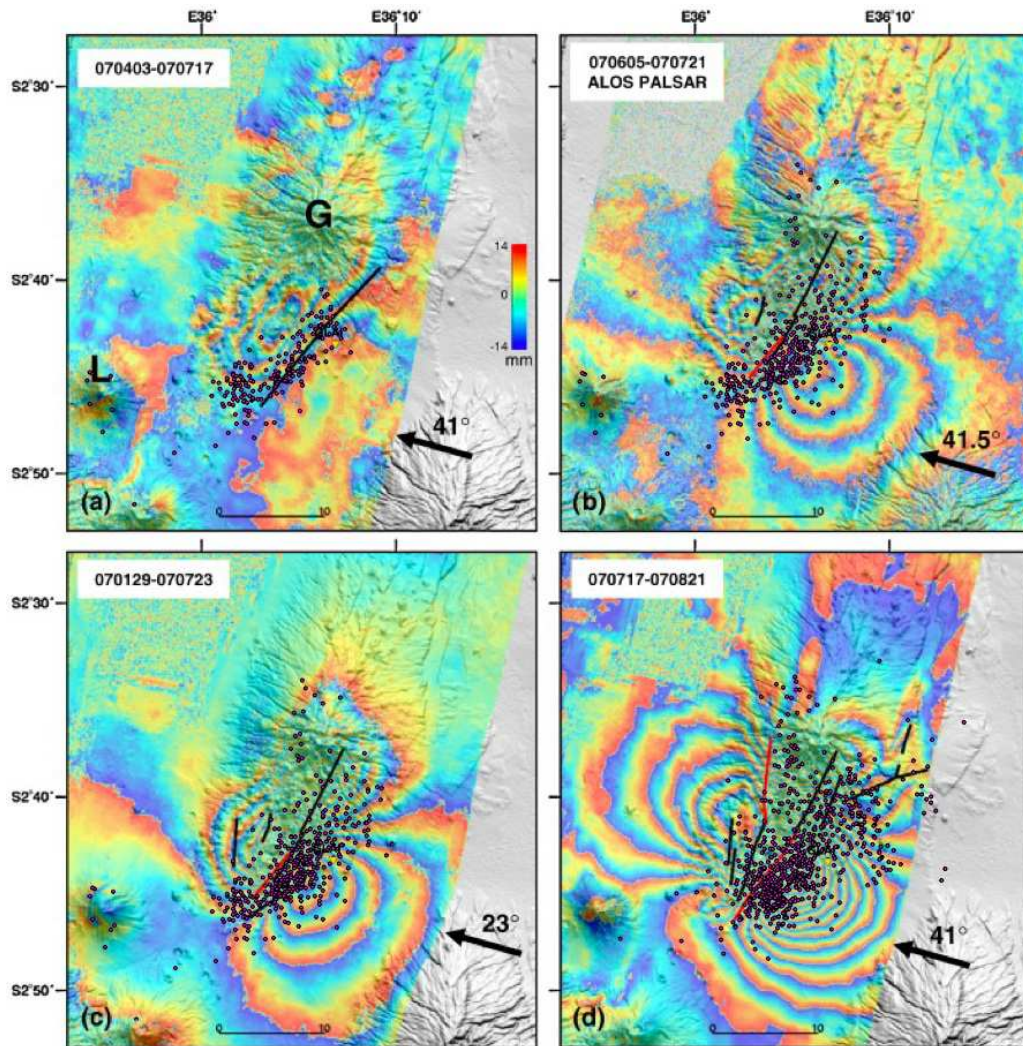 E36° E36°10' E36° E36°10'
070403-070717
070605-070721
ALOS PALSAR
S2°30'
G
14
0
-14
mm
S2°40'
L
41°
41.5°
S2°50'
(a)
0 10
(b)
0 10
070129-070723
070717-070821
S2°30'
S2°40'
23°
41°
S2°50'
(c)
0 10
(d)
0 10